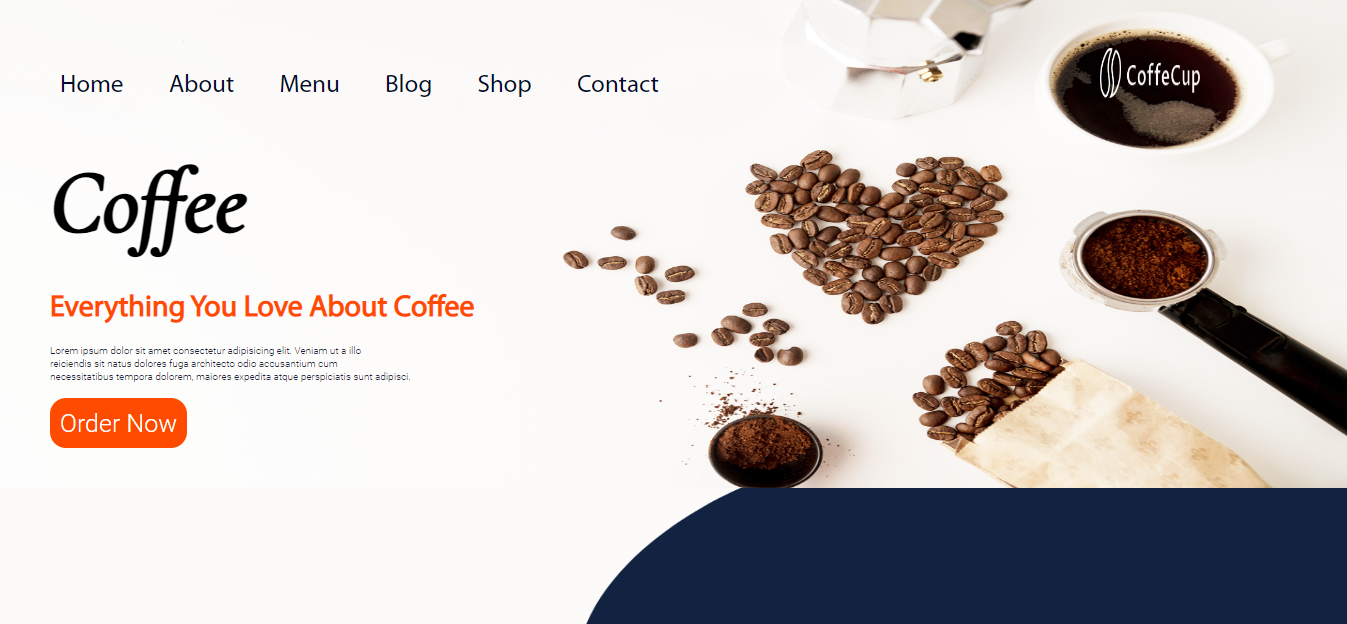 Home About Menu Blog Shop Contact
CoffeCup
Coffee
Everything You Love About Coffee
Lorem ipsum dolor sit amet consectetur adipisicing elit. Veniam ut a illo
reiciendis sit natus dolores fuga architecto odio accusantium cum
necessitatibus tempora dolorem, maiores expedita atque perspiciatis sunt adipisci.
Order Now